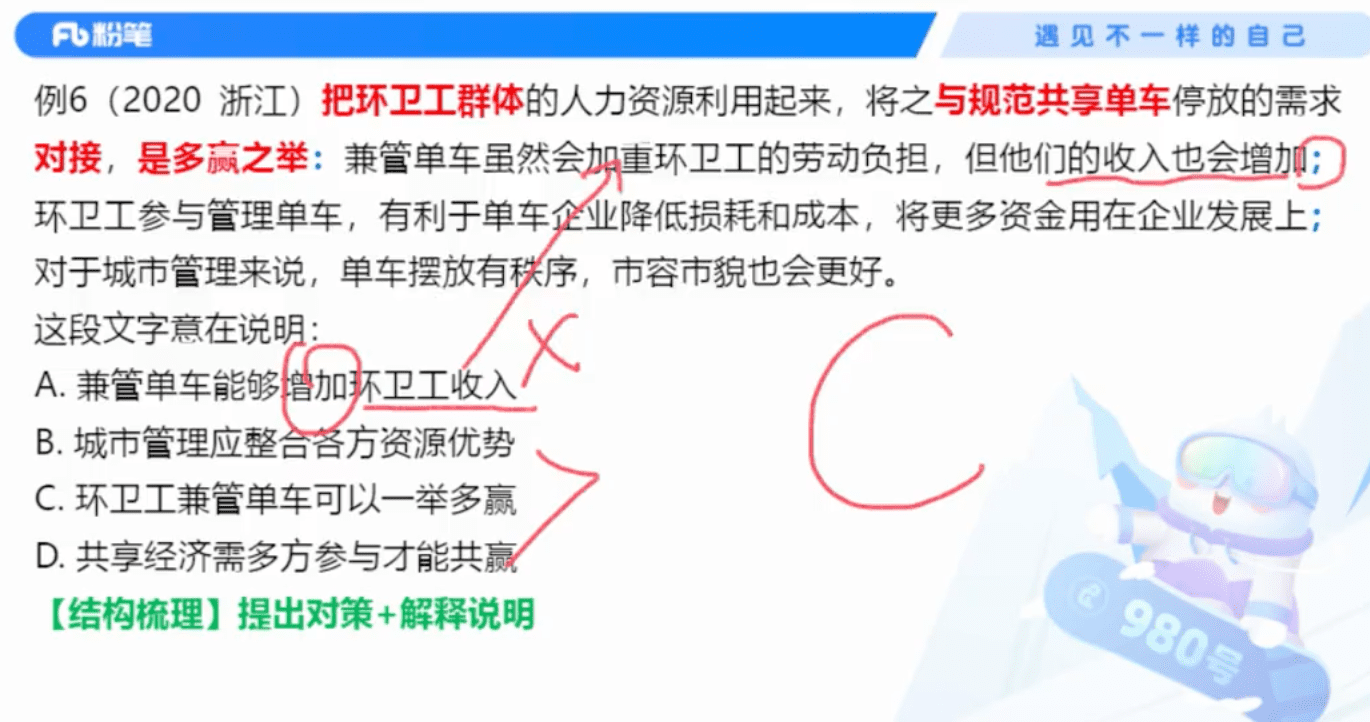 粉笔
遇见不一样的自己
例6（2020 浙江）把环卫工群体的人力资源利用起来，将之与规范共享单车停放的需求
对接，是多赢之举：兼管单车虽然会加重环卫工的劳动负担，但他们的收入也会增加；
环卫工参与管理单车，有利于单车企业降低损耗和成本，将更多资金用在企业发展上；
对于城市管理来说，单车摆放有秩序，市容市貌也会更好。
这段文字意在说明：
A. 兼管单车能够增加环卫工收入
B. 城市管理应整合各方资源优势
C. 环卫工兼管单车可以一举多赢
D. 共享经济需多方参与才能共赢
【结构梳理】提出对策+解释说明
C
980号